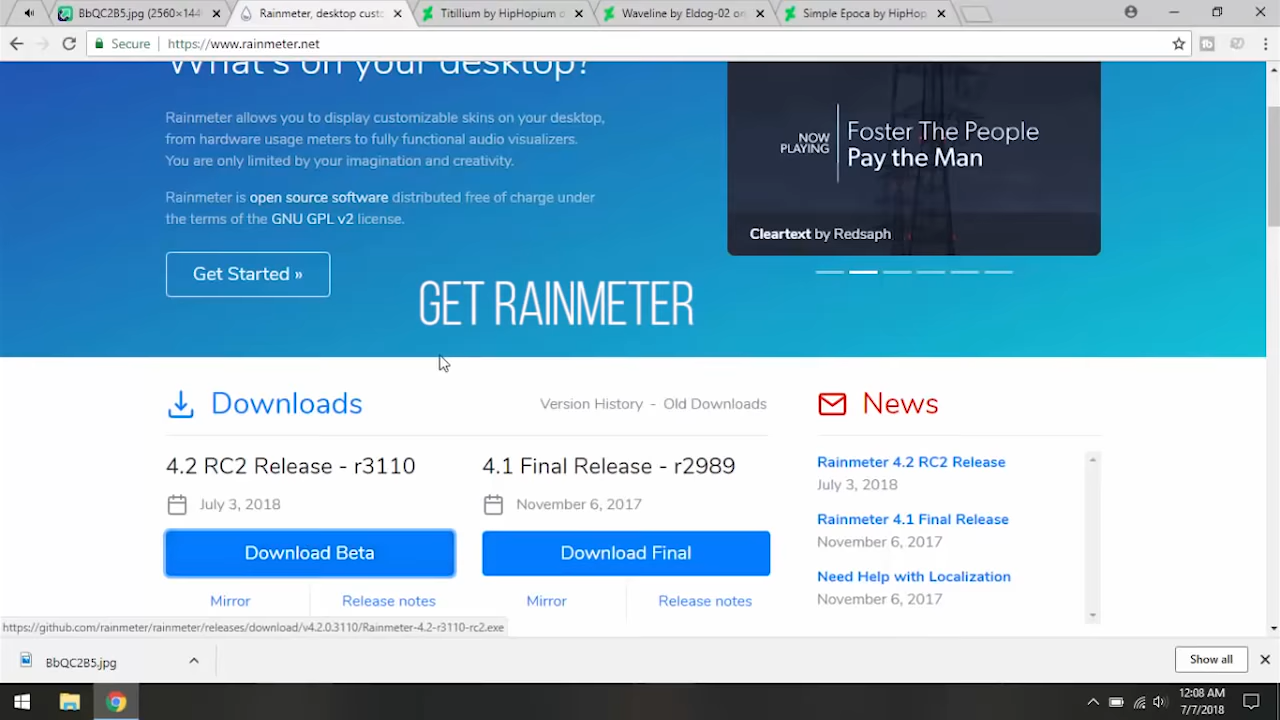 BbQC2B5.jpg (2560×144
Rainmeter, desktop cust
Titillium by HipHopium o
Waveline by Eldog-02 on
Simple Epoca by HipHop
Secure
https://www.rainmeter.net
What's on your desktop?
Rainmeter allows you to display customizable skins on your desktop,
from hardware usage meters to fully functional audio visualizers.
You are only limited by your imagination and creativity.
Rainmeter is open source software distributed free of charge under
the terms of the GNU GPL v2 license.
Get Started »
NOW
PLAYING
Foster The People
Pay the Man
Cleartext by Redsaph
GET RAINMETER
Downloads
Version History - Old Downloads
News
4.2 RC2 Release - r3110
July 3, 2018
Download Beta
Mirror
Release notes
4.1 Final Release - r2989
November 6, 2017
Download Final
Mirror
Release notes
Rainmeter 4.2 RC2 Release
July 3, 2018
Rainmeter 4.1 Final Release
November 6, 2017
Need Help with Localization
November 6, 2017
https://github.com/rainmeter/rainmeter/releases/download/v4.2.0.3110/Rainmeter-4.2-r3110-rc2.exe
BbQC2B5.jpg
Show all
12:08 AM
7/7/2018